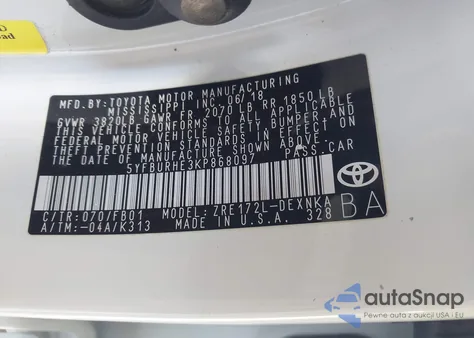 MFD.BY:TOYOTA MOTOR MANUFACTURING
MISSISSIPPI INC. 06/18
GVWR 3820LB GAWR FR 2070LB RR 1850LB
THIS VEHICLE CONFORMS TO ALL APPLICABLE
FEDERAL MOTOR VEHICLE SAFETY, BUMPER, AND
THEFT PREVENTION STANDARDS IN EFFECT ON THE
DATE OF MANUFACTURE SHOWN ABOVE.
5YFBURHE3KP868097 PASS.CAR
C/TR:070/FB01 MODEL: ZRE172L-DEXNKA
A/TM:-04A/K313 MADE IN U.S.A. 328
BA
TOYOTA
autoSnap
Pewne auta z aukcji USA i EU